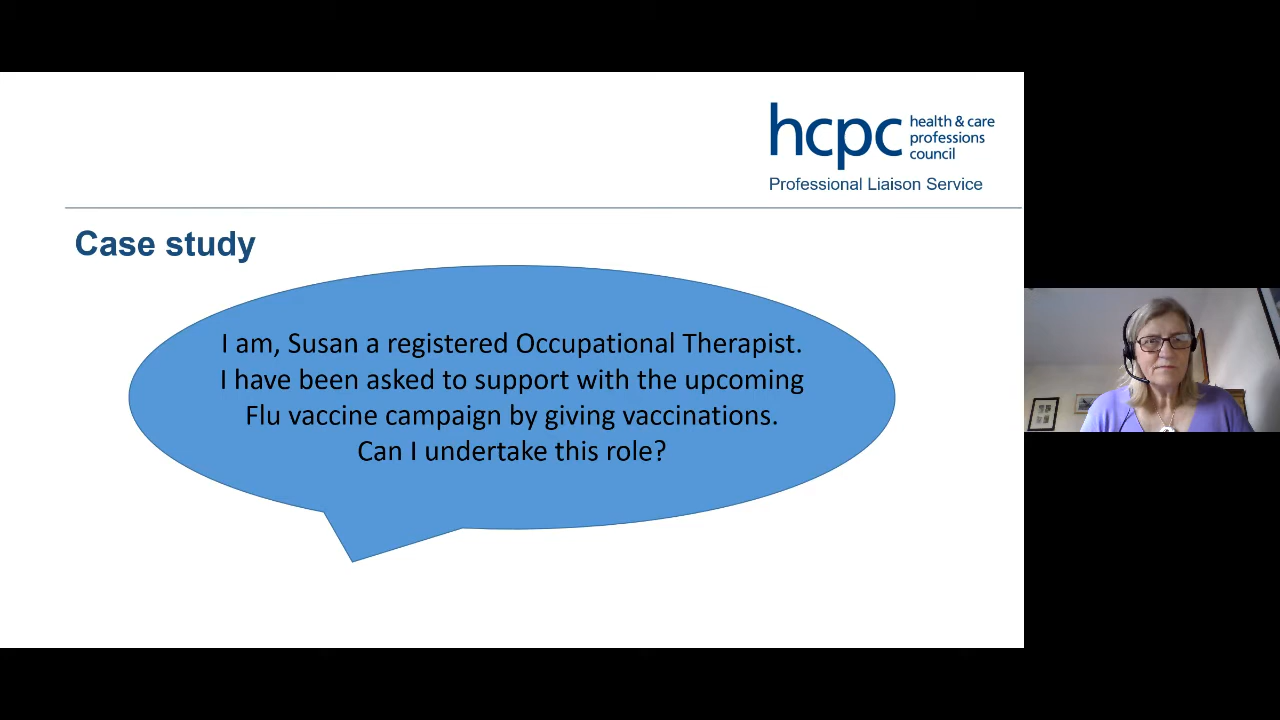 hcpc
health & care
professions
council
Professional Liaison Service
Case study
I am, Susan a registered Occupational Therapist.
I have been asked to support with the upcoming
Flu vaccine campaign by giving vaccinations.
Can I undertake this role?